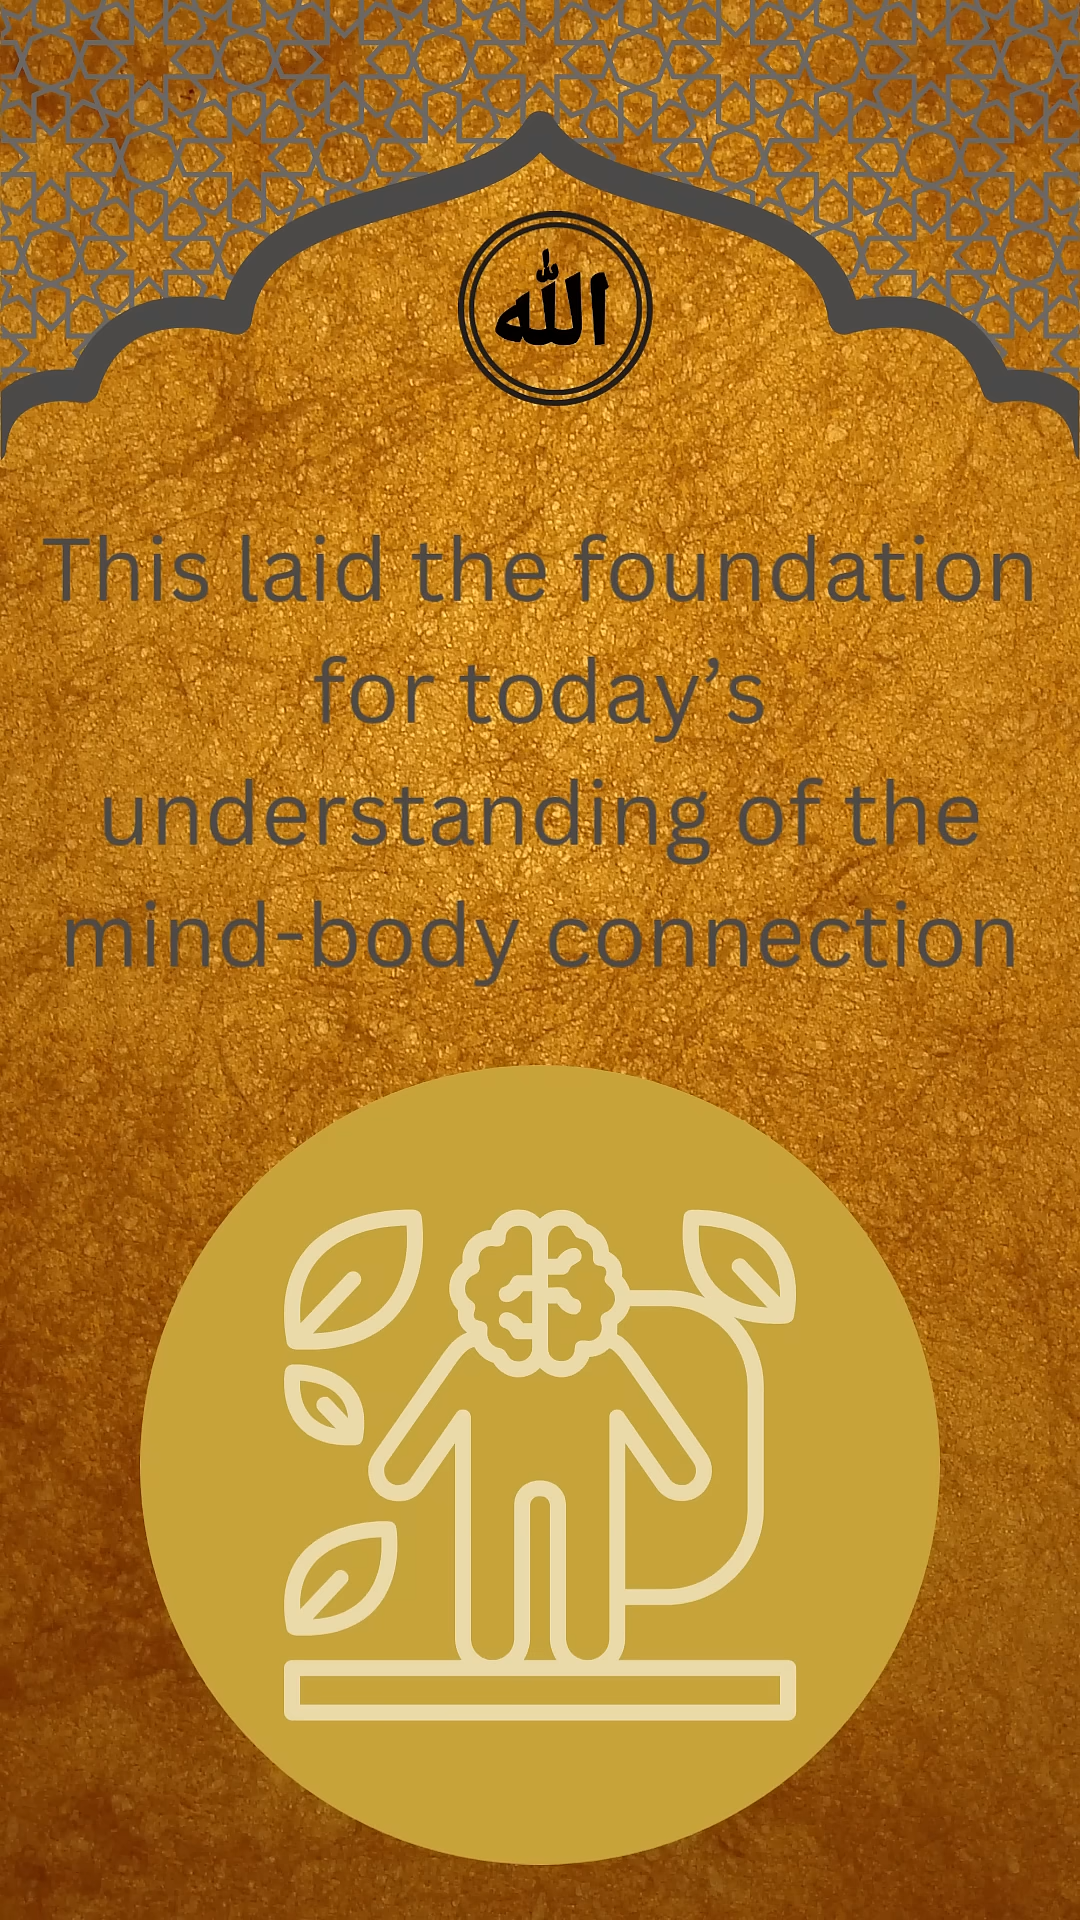 الله
This laid the foundation
for today’s
understanding of the
mind-body connection